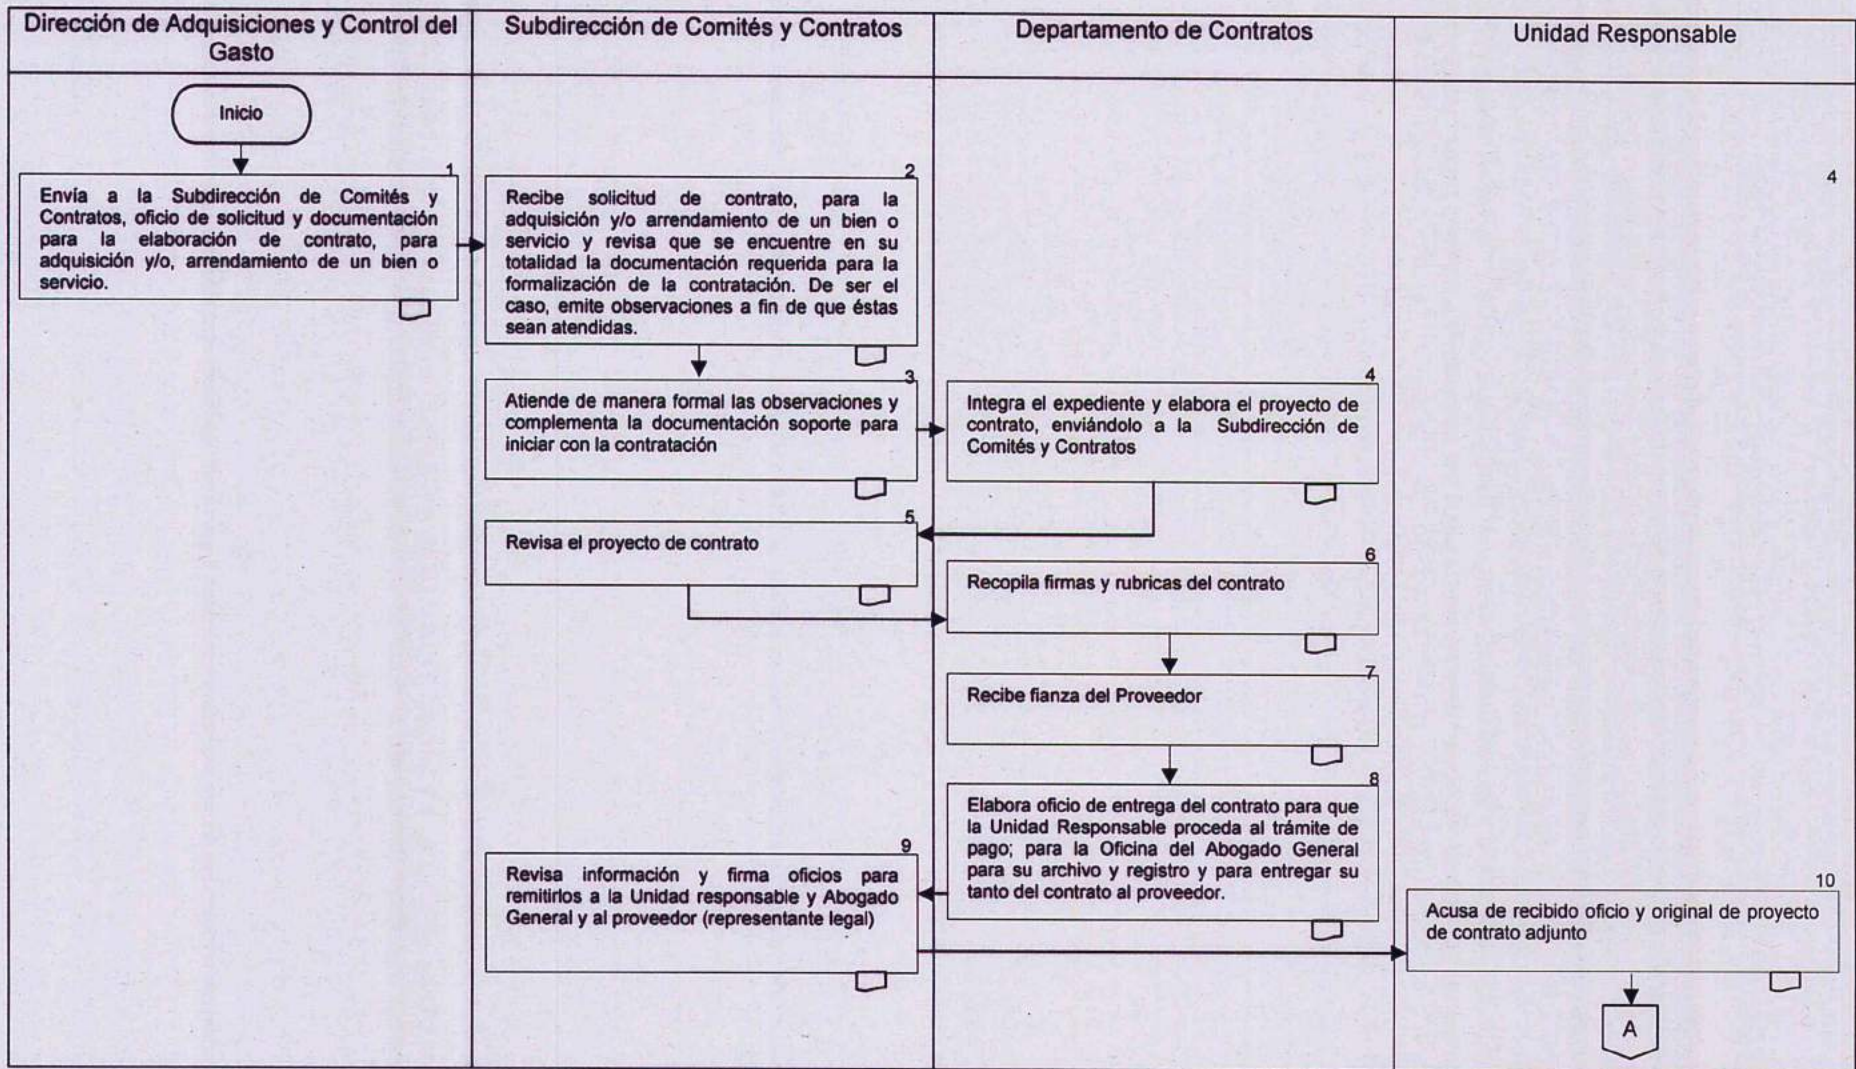 Dirección de Adquisiciones y Control del
Gasto
Subdirección de Comités y Contratos
Departamento de Contratos
Unidad Responsable
Inicio
1
Envía a la Subdirección de Comités y
Contratos, oficio de solicitud y documentación
para la elaboración de contrato, para
adquisición y/o, arrendamiento de un bien o
servicio.
2
Recibe solicitud de contrato, para la
adquisición y/o arrendamiento de un bien o
servicio y revisa que se encuentre en su
totalidad la documentación requerida para la
formalización de la contratación. De ser el
caso, emite observaciones a fin de que éstas
sean atendidas.
4
3
Atiende de manera formal las observaciones y
complementa la documentación soporte para
iniciar con la contratación
4
Integra el expediente y elabora el proyecto de
contrato, enviándolo a la Subdirección de
Comités y Contratos
5
Revisa el proyecto de contrato
6
Recopila firmas y rubricas del contrato
7
Recibe fianza del Proveedor
8
Elabora oficio de entrega del contrato para que
la Unidad Responsable proceda al trámite de
pago; para la Oficina del Abogado General
para su archivo y registro y para entregar su
tanto del contrato al proveedor.
9
Revisa información y firma oficios para
remitirlos a la Unidad responsable y Abogado
General y al proveedor (representante legal)
10
Acusa de recibido oficio y original de proyecto
de contrato adjunto
A